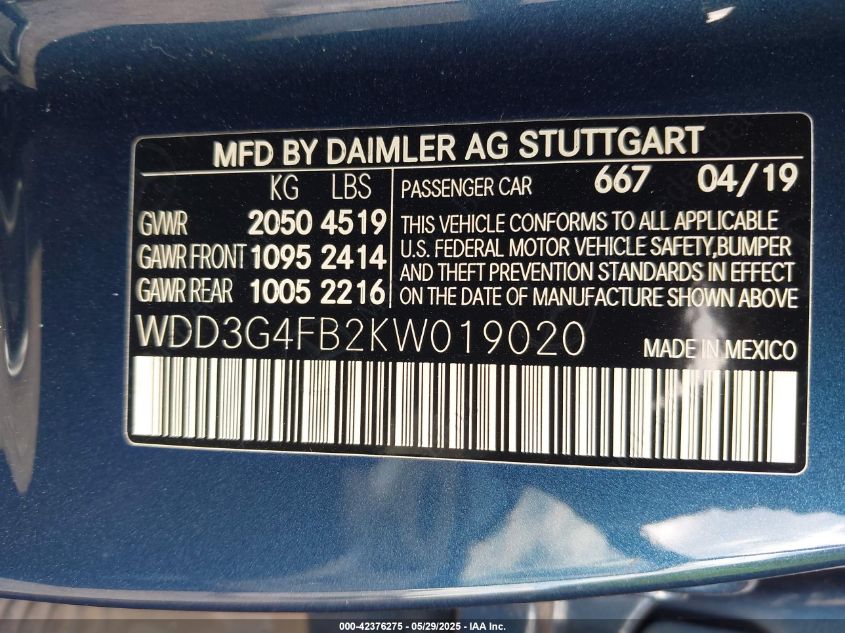 MFD BY DAIMLER AG STUTTGART
KG LBS
GVWR 2050 4519
GAWR FRONT 1095 2414
GAWR REAR 1005 2216
PASSENGER CAR 667 04/19
THIS VEHICLE CONFORMS TO ALL APPLICABLE
U.S. FEDERAL MOTOR VEHICLE SAFETY,BUMPER
AND THEFT PREVENTION STANDARDS IN EFFECT
ON THE DATE OF MANUFACTURE SHOWN ABOVE
WDD3G4FB2KW019020 MADE IN MEXICO
000-42376275 - 05/29/2025 - IAA Inc.